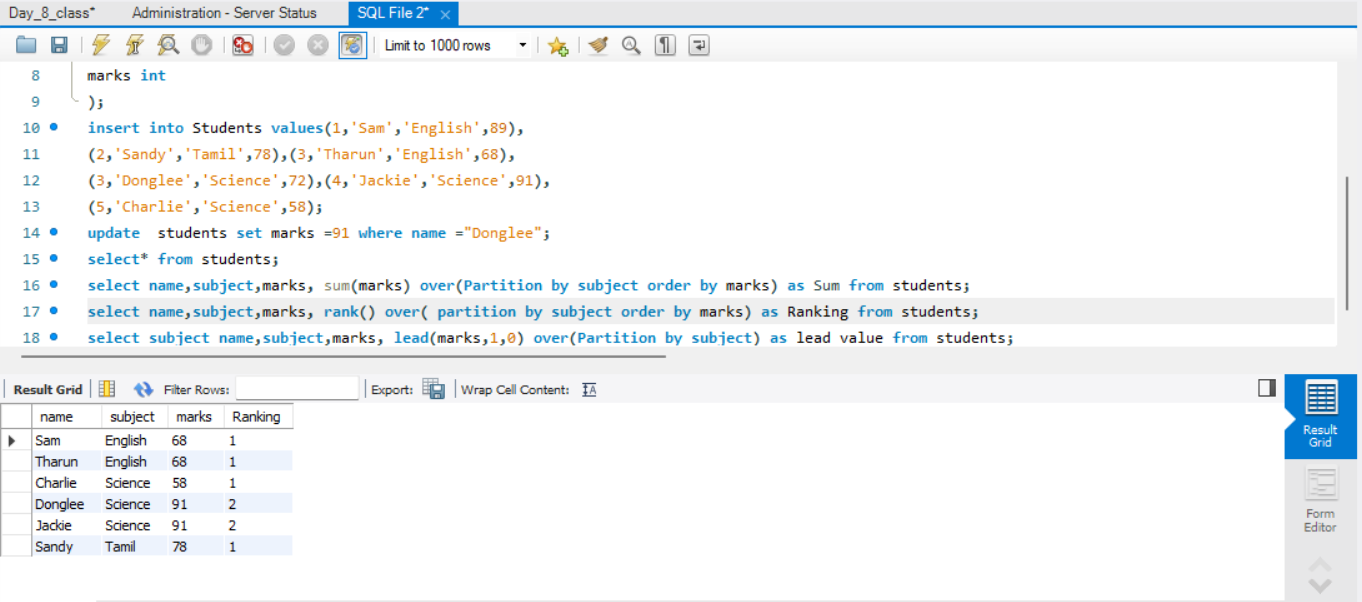 Day_8_class* Administration - Server Status SQL File 2*
Limit to 1000 rows
8 marks int
9 );
10 insert into Students values(1,'Sam','English',89),
11 (2,'Sandy','Tamil',78),(3,'Tharun','English',68),
12 (3,'Donglee','Science',72),(4,'Jackie','Science',91),
13 (5,'Charlie','Science',58);
14 update  students set marks =91 where name ="Donglee";
15 select* from students;
16 select name,subject,marks, sum(marks) over(Partition by subject order by marks) as Sum from students;
17 select name,subject,marks, rank() over( partition by subject order by marks) as Ranking from students;
18 select subject name,subject,marks, lead(marks,1,0) over(Partition by subject) as lead value from students;
Result Grid Filter Rows: Export: Wrap Cell Content:
name subject marks Ranking
Sam English 68 1
Tharun English 68 1
Charlie Science 58 1
Donglee Science 91 2
Jackie Science 91 2
Sandy Tamil 78 1
Result
Grid
Form
Editor